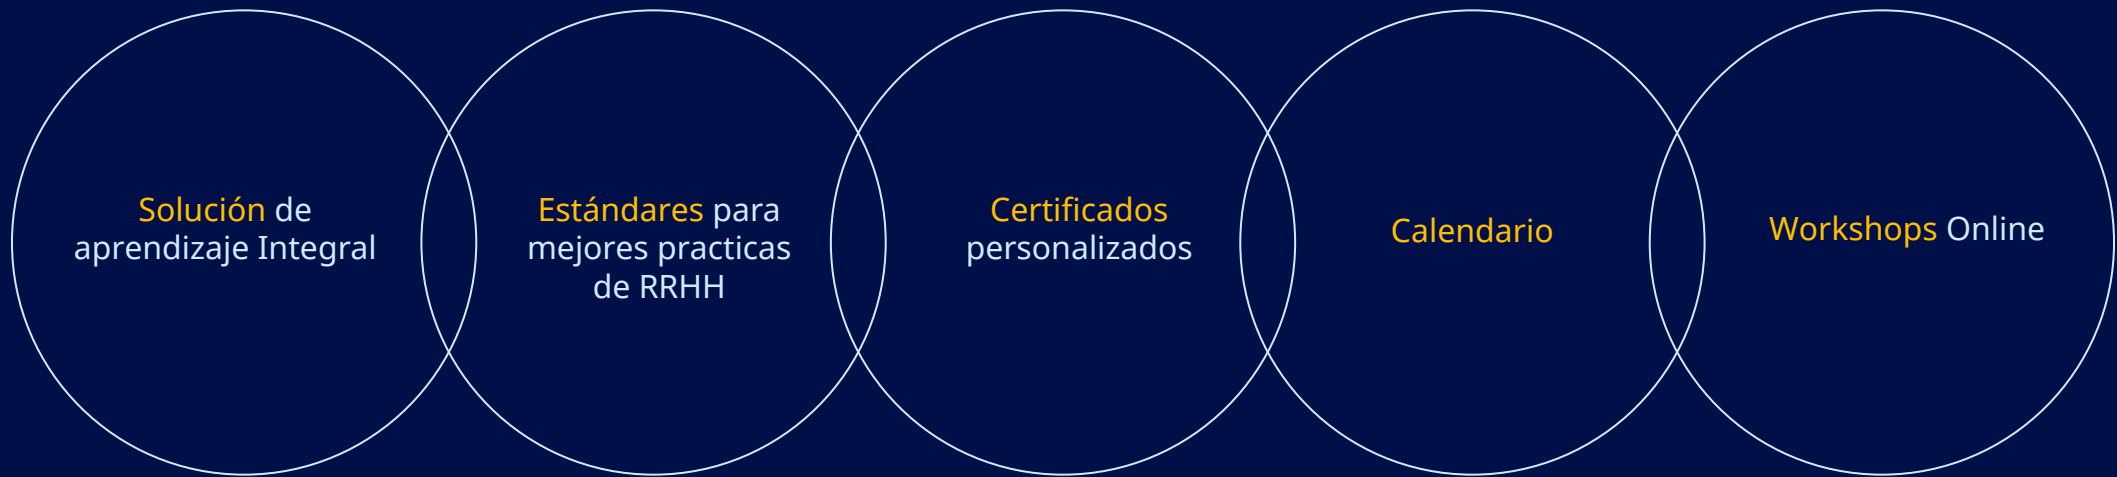 Solución de
aprendizaje Integral
Estándares para
mejores practicas
de RRHH
Certificados
personalizados
Calendario
Workshops Online